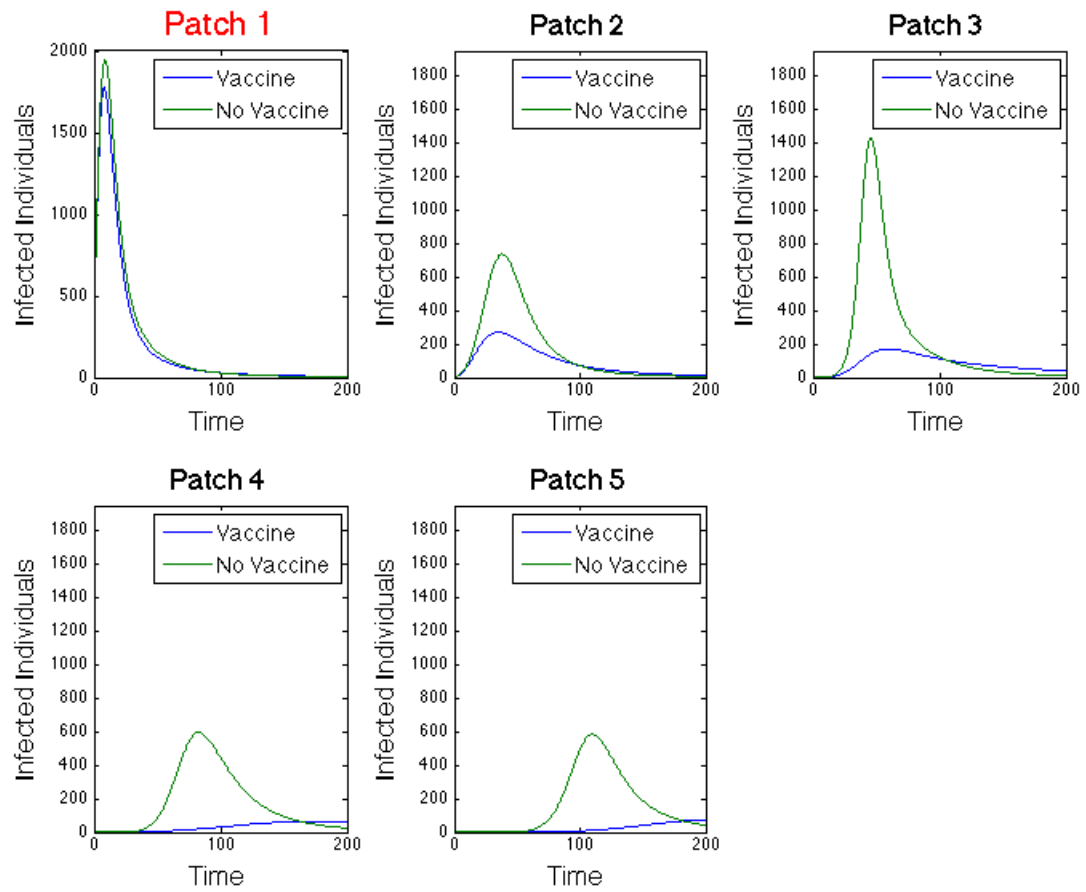 Patch 1
2000
1500
1000
500
0
0 100 200
Infected Individuals
Time
Vaccine
No Vaccine
Patch 2
1800
1600
1400
1200
1000
800
600
400
200
0
0 100 200
Infected Individuals
Time
Vaccine
No Vaccine
Patch 3
1800
1600
1400
1200
1000
800
600
400
200
0
0 100 200
Infected Individuals
Time
Vaccine
No Vaccine
Patch 4
1800
1600
1400
1200
1000
800
600
400
200
0
0 100 200
Infected Individuals
Time
Vaccine
No Vaccine
Patch 5
1800
1600
1400
1200
1000
800
600
400
200
0
0 100 200
Infected Individuals
Time
Vaccine
No Vaccine